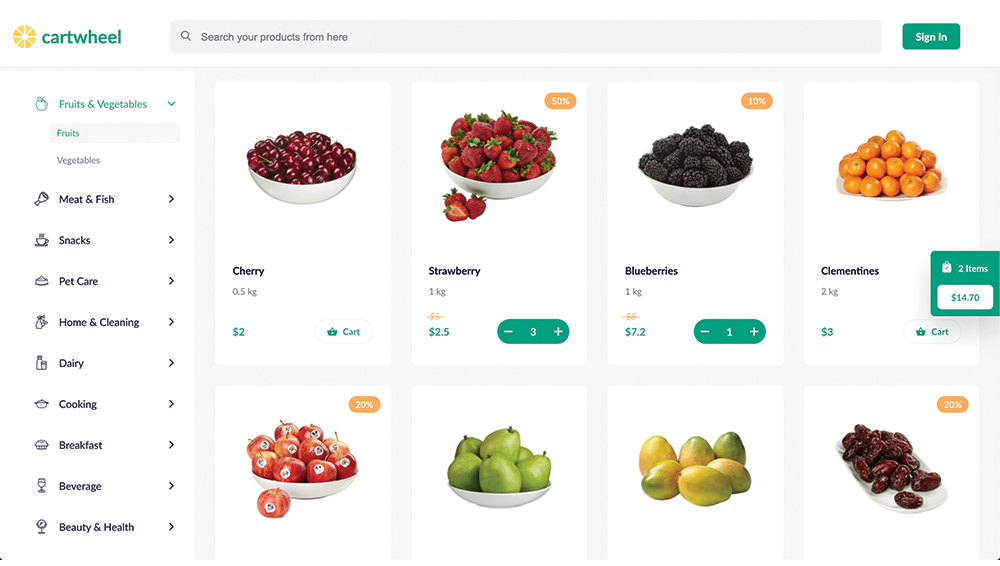 cartwheel
Search your products from here
Sign In
Fruits & Vegetables
Fruits
Vegetables
Meat & Fish
Snacks
Pet Care
Home & Cleaning
Dairy
Cooking
Breakfast
Beverage
Beauty & Health
Cherry
0.5 kg
$2
Cart
50%
Strawberry
1 kg
$5
$2.5
− 3 +
10%
Blueberries
1 kg
$8
$7.2
− 1 +
Clementines
2 kg
$3
Cart
2 Items
$14.70
20%
20%